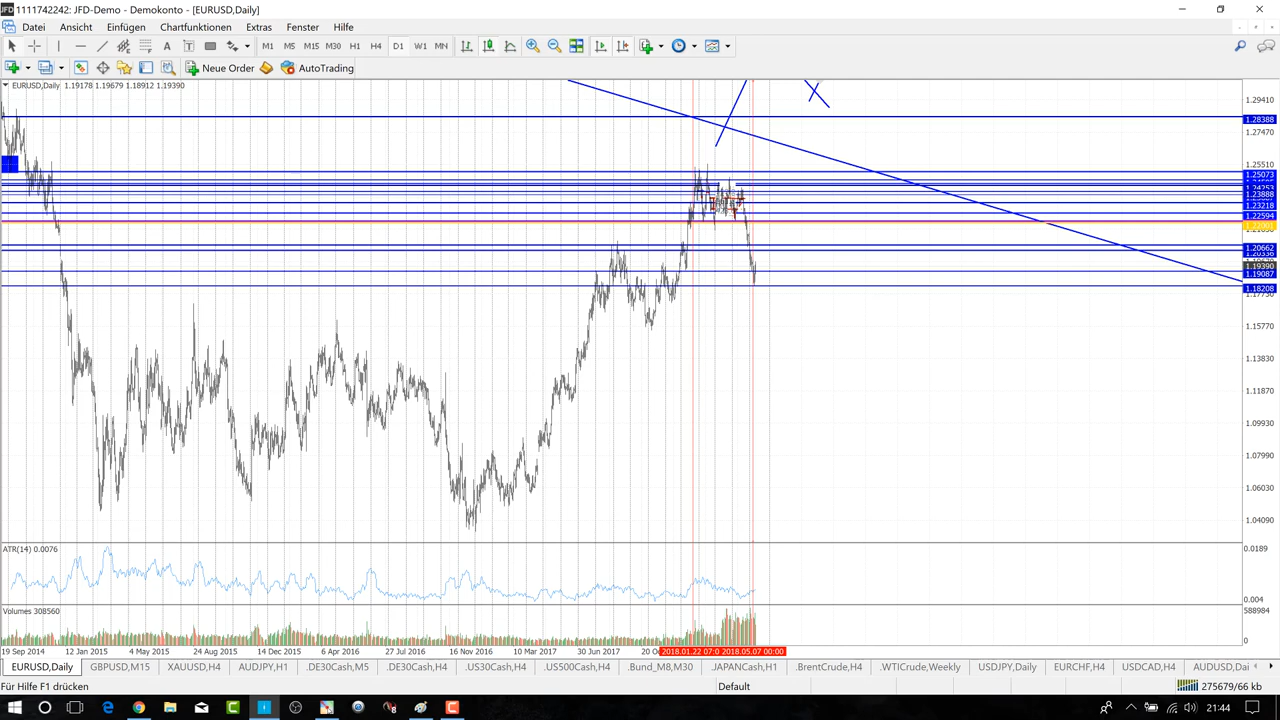 1111742242: JFD-Demo - Demokonto - [EURUSD,Daily]
Datei Ansicht Einfügen Chartfunktionen Extras Fenster Hilfe
M1 M5 M15 M30 H1 H4 D1 W1 MN
Neue Order AutoTrading
EURUSD,Daily 1.19178 1.19679 1.18912 1.19390
1.29410
1.28388
1.27470
1.25510
1.25073
1.23888
1.23218
1.22594
1.20662
1.20336
1.19390
1.19087
1.18208
1.17730
1.15770
1.13830
1.11870
1.09930
1.07990
1.06030
1.04090
ATR(14) 0.0076
0.0189
0.004
Volumes 308560
588984
0
19 Sep 2014 12 Jan 2015 4 May 2015 24 Aug 2015 14 Dec 2015 6 Apr 2016 27 Jul 2016 16 Nov 2016 10 Mar 2017 30 Jun 2017 2018.01.22 07:0 2018.05.07 00:00
EURUSD,Daily GBPUSD,M15 XAUUSD,H4 AUDJPY,H1 .DE30Cash,M5 .DE30Cash,H4 .US30Cash,H4 .US500Cash,H4 .Bund_M8,M30 .JAPANCash,H1 .BrentCrude,H4 .WTICrude,Weekly USDJPY,Daily EURCHF,H4 USDCAD,H4 AUDUSD,Dai
Für Hilfe F1 drücken Default 275679/66 kb
21:44